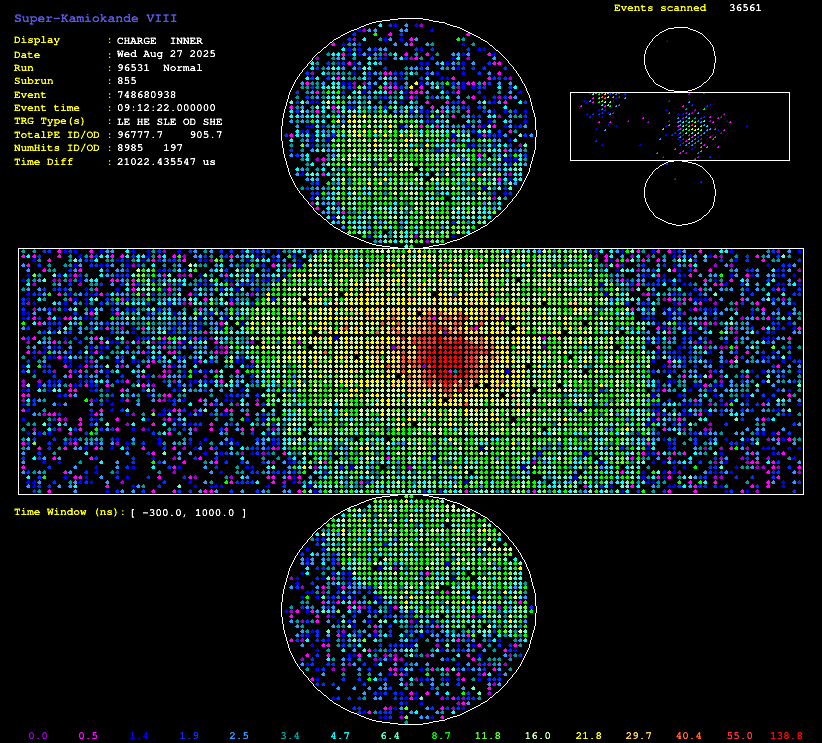 Super-Kamiokande VIII
Events scanned 36561
Display : CHARGE INNER
Date : Wed Aug 27 2025
Run : 96531 Normal
Subrun : 855
Event : 748680938
Event time : 09:12:22.000000
TRG Type(s) : LE HE SLE OD SHE
TotalPE ID/OD : 96777.7 905.7
NumHits ID/OD : 8985 197
Time Diff : 21022.435547 us
Time Window (ns): [ -300.0, 1000.0 ]
0.0 0.5 1.4 1.9 2.5 3.4 4.7 6.4 8.7 11.8 16.0 21.8 29.7 40.4 55.0 138.8